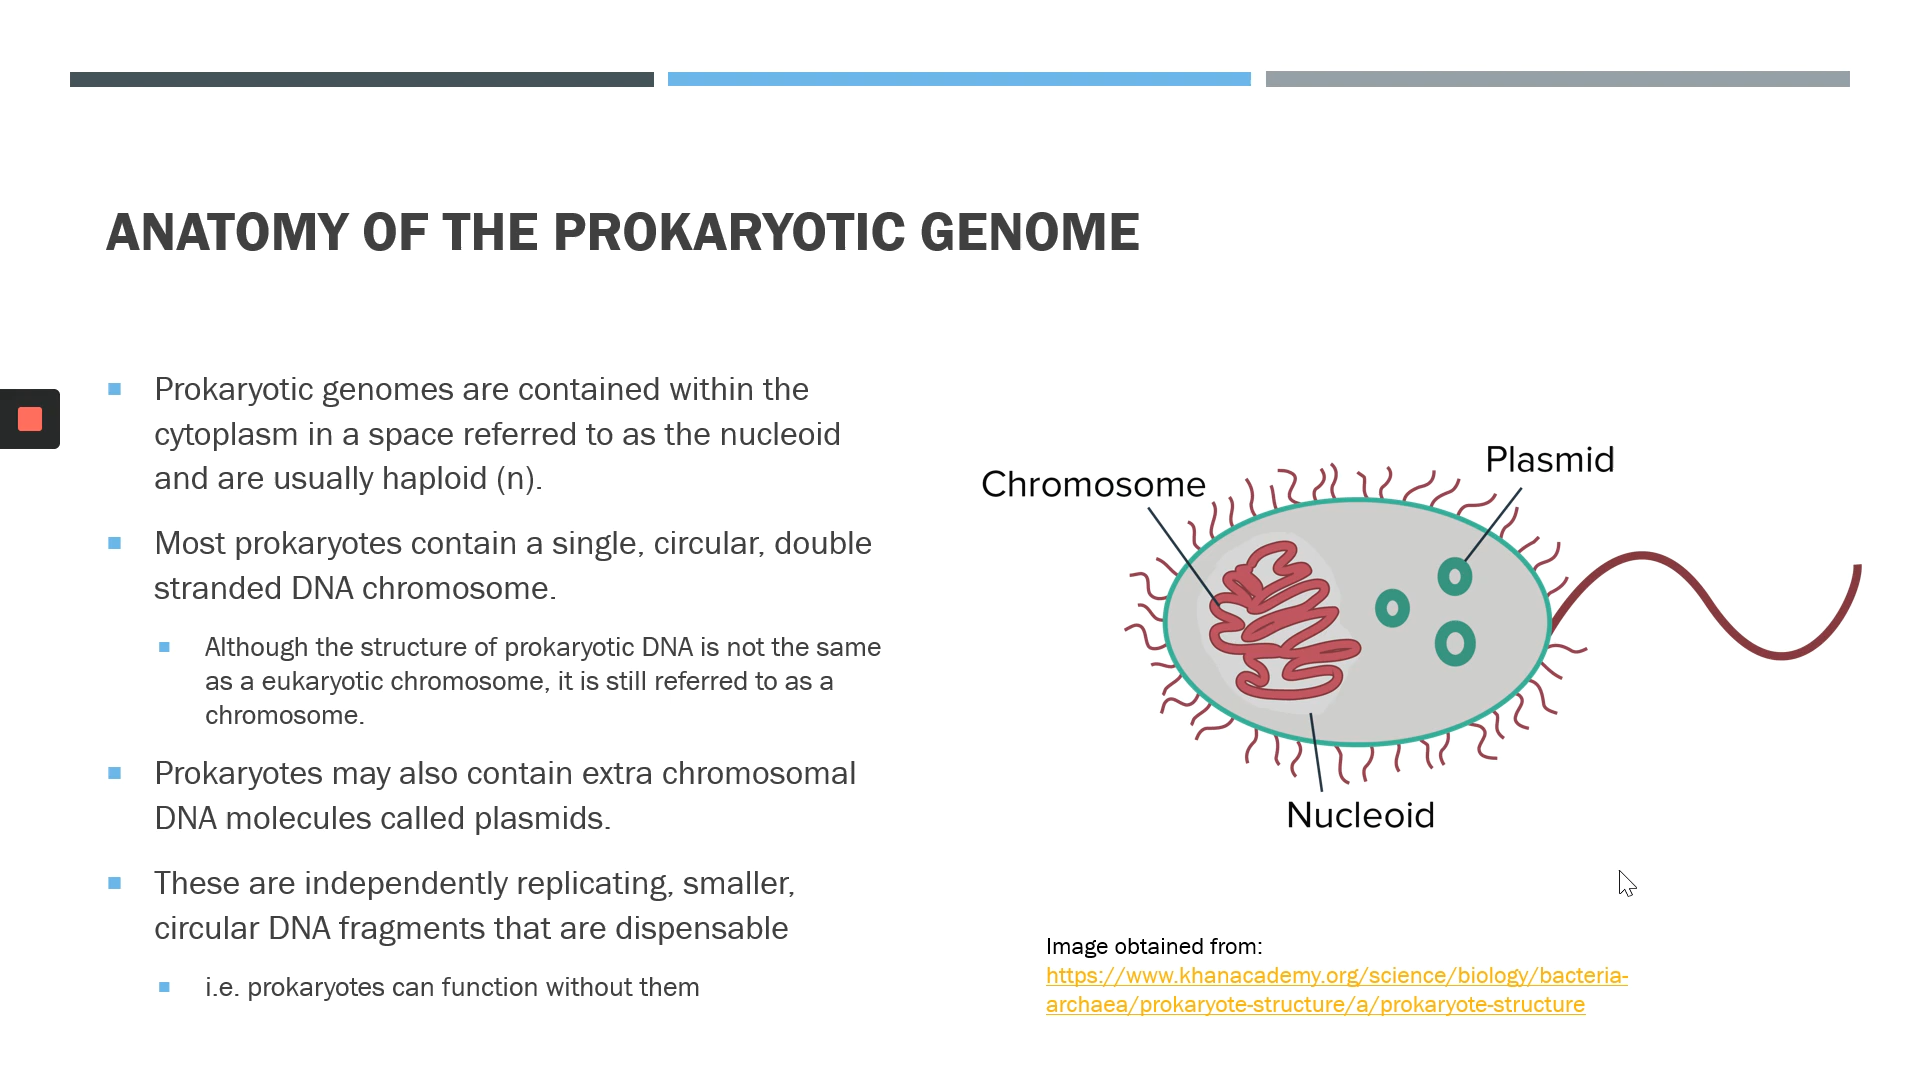 ANATOMY OF THE PROKARYOTIC GENOME
Prokaryotic genomes are contained within the
cytoplasm in a space referred to as the nucleoid
and are usually haploid (n).
Most prokaryotes contain a single, circular, double
stranded DNA chromosome.
Although the structure of prokaryotic DNA is not the same
as a eukaryotic chromosome, it is still referred to as a
chromosome.
Prokaryotes may also contain extra chromosomal
DNA molecules called plasmids.
These are independently replicating, smaller,
circular DNA fragments that are dispensable
i.e. prokaryotes can function without them
Chromosome
Plasmid
Nucleoid
Image obtained from:
https://www.khanacademy.org/science/biology/bacteria-
archaea/prokaryote-structure/a/prokaryote-structure